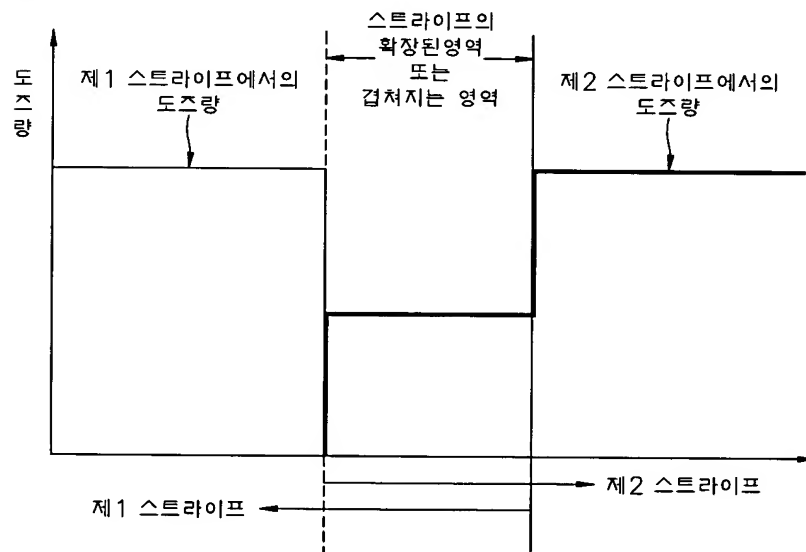 스트라이프의
확장된영역
또는
겹쳐지는 영역
도즈량
제1 스트라이프에서의
도즈량
제2 스트라이프에서의
도즈량
제2 스트라이프
제1 스트라이프